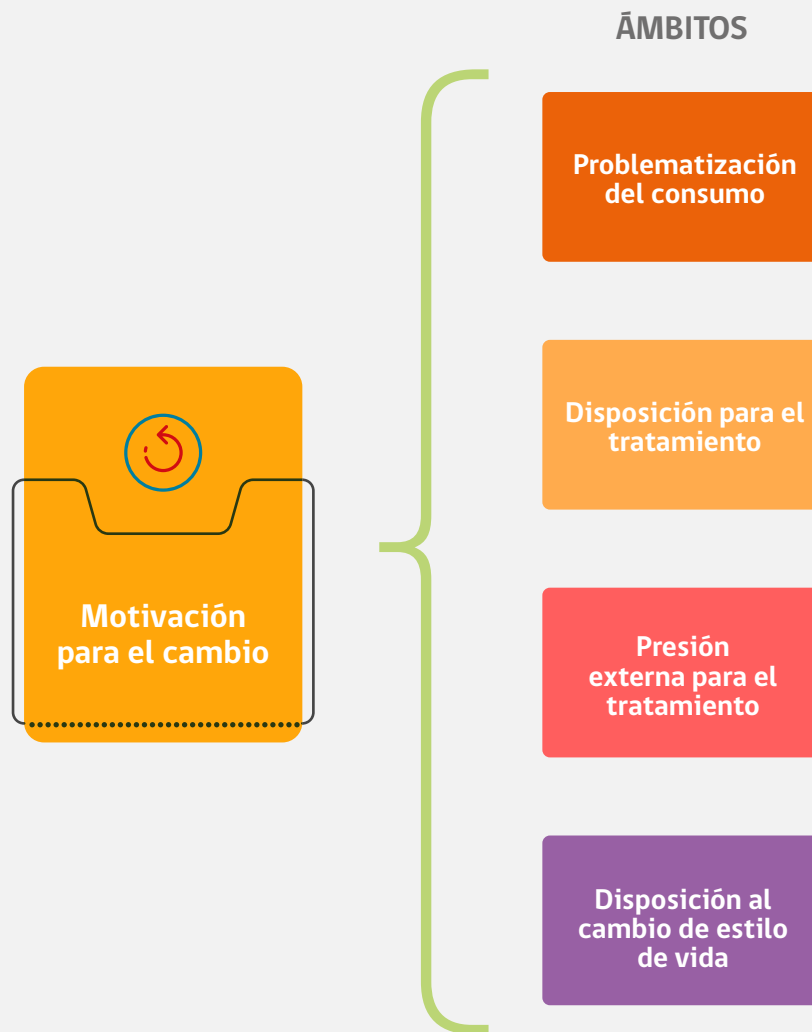 ÁMBITOS
Problematización
del consumo
Disposición para el
tratamiento
Motivación
para el cambio
Presión
externa para el
tratamiento
Disposición al
cambio de estilo
de vida